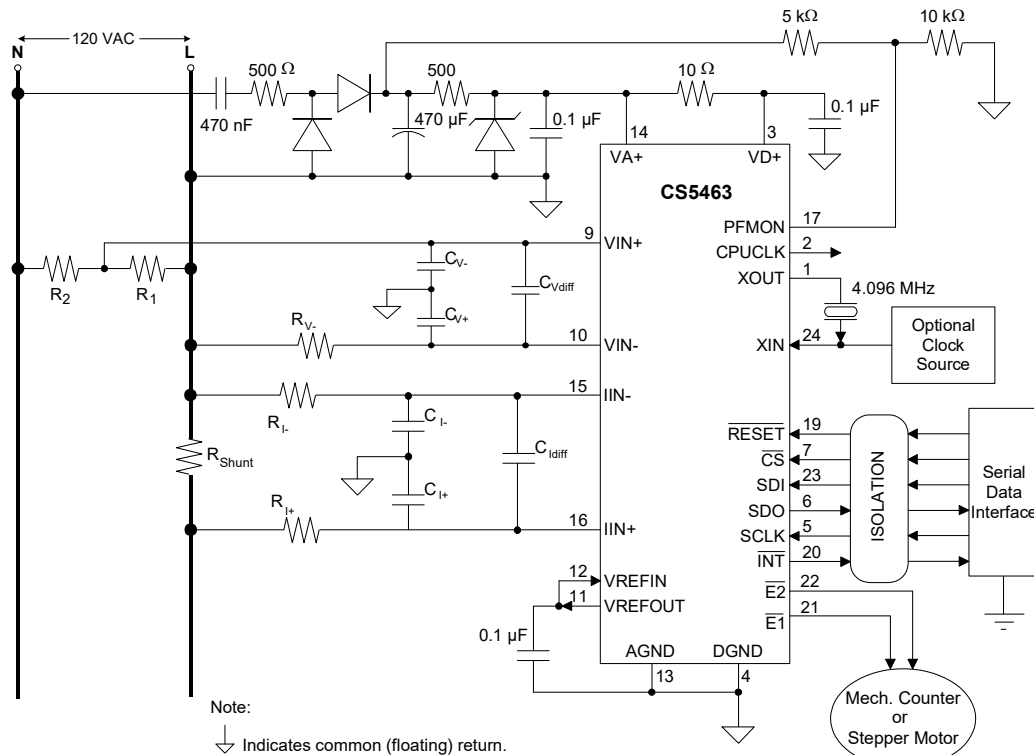 5 kΩ
10 kΩ
120 VAC
N
L
500 Ω
500
10 Ω
470 nF
470 µF
0.1 µF
0.1 µF
14
3
VA+
VD+
CS5463
17
PFMON
9
VIN+
2
CPUCLK
1
XOUT
CV-
CVdiff
4.096 MHz
R2
R1
CV+
RV-
10
VIN-
24
XIN
Optional
Clock
Source
15
IIN-
RI-
CI-
19
RESET
RShunt
CIdiff
7
CS
23
SDI
CI+
6
SDO
RI+
16
IIN+
5
SCLK
20
INT
ISOLATION
Serial
Data
Interface
12
VREFIN
22
E2
11
VREFOUT
21
E1
0.1 µF
AGND
DGND
13
4
Mech. Counter
or
Stepper Motor
Note:
Indicates common (floating) return.